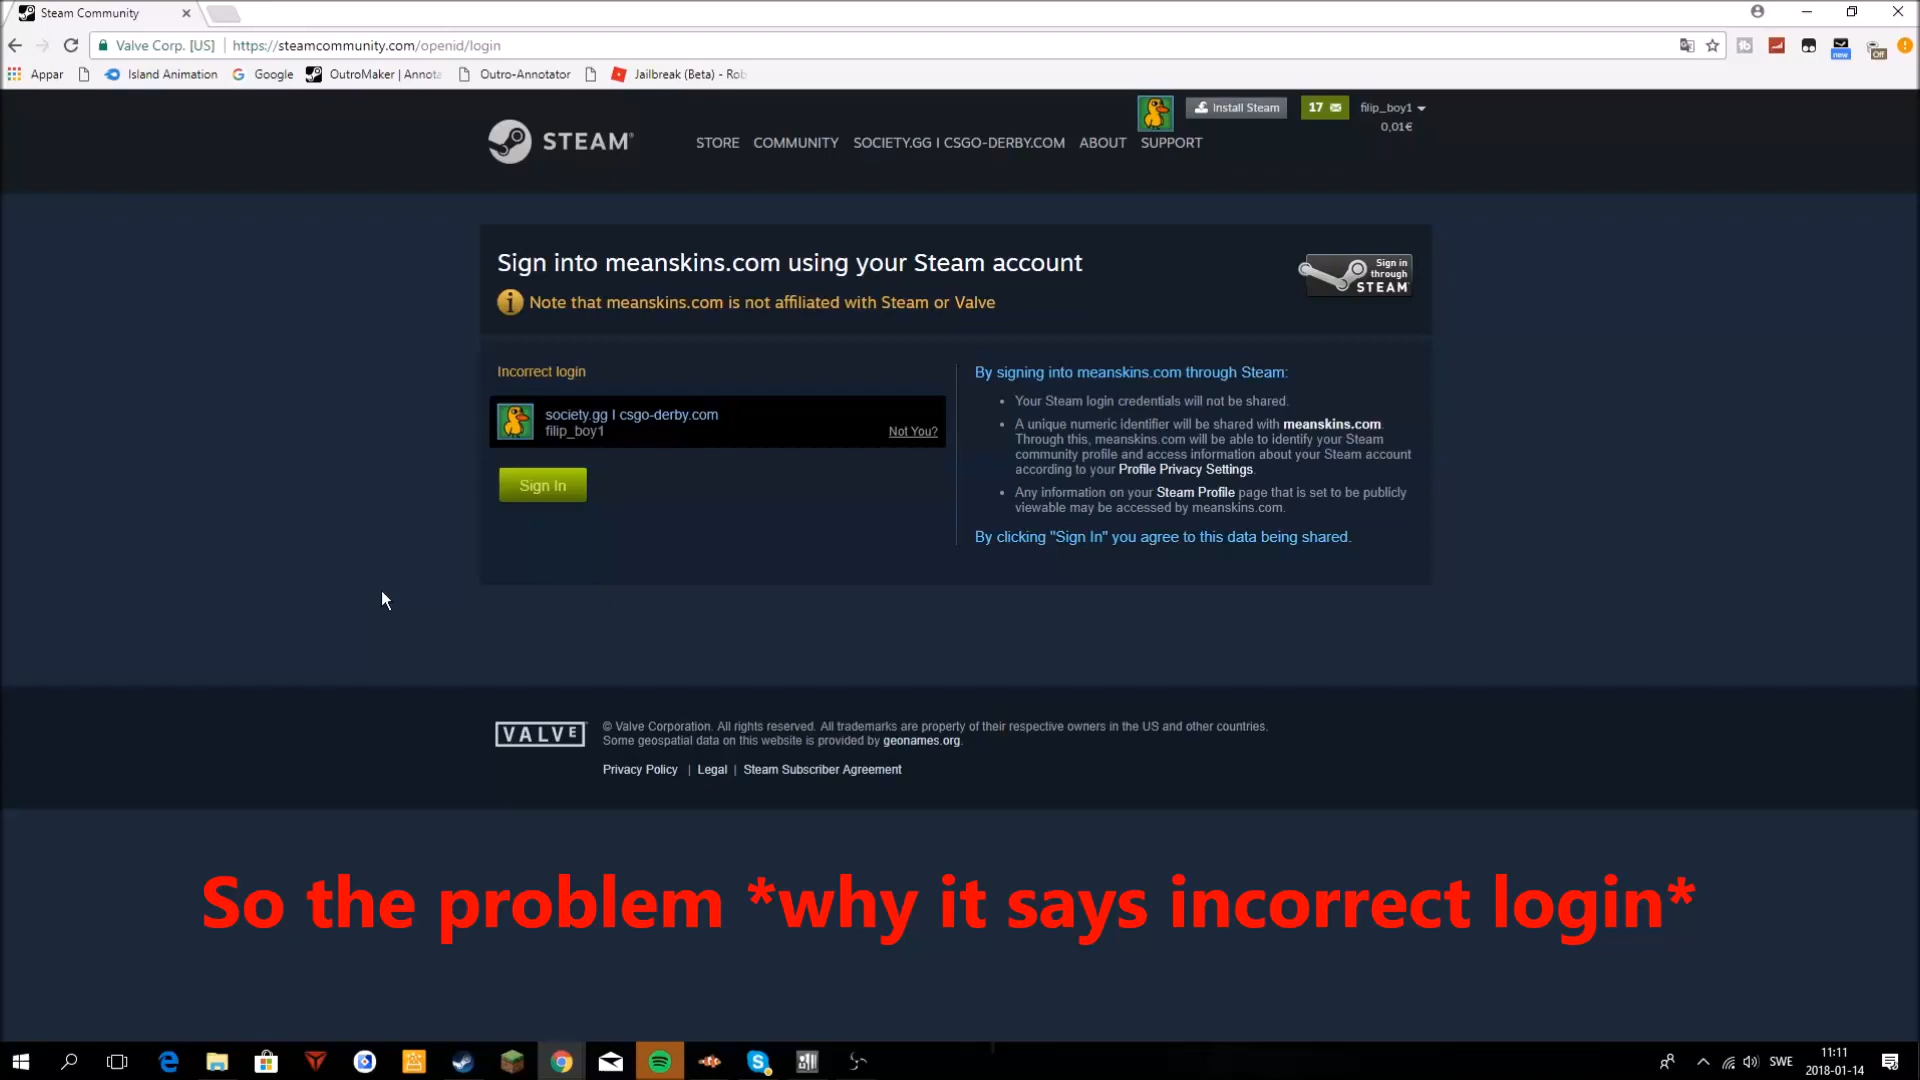 Steam Community
Valve Corp. [US] https://steamcommunity.com/openid/login
Appar Island Animation Google OutroMaker | Annota Outro-Annotator Jailbreak (Beta) - Rob
new
Off
Install Steam 17 filip_boy1
0,01€
STEAM®
STORE COMMUNITY SOCIETY.GG I CSGO-DERBY.COM ABOUT SUPPORT
Sign into meanskins.com using your Steam account
Note that meanskins.com is not affiliated with Steam or Valve
Sign in
through
STEAM
Incorrect login
society.gg I csgo-derby.com
filip_boy1
Not You?
Sign In
By signing into meanskins.com through Steam:
• Your Steam login credentials will not be shared.
• A unique numeric identifier will be shared with meanskins.com.
Through this, meanskins.com will be able to identify your Steam
community profile and access information about your Steam account
according to your Profile Privacy Settings.
• Any information on your Steam Profile page that is set to be publicly
viewable may be accessed by meanskins.com.
By clicking "Sign In" you agree to this data being shared.
VALVE
© Valve Corporation. All rights reserved. All trademarks are property of their respective owners in the US and other countries.
Some geospatial data on this website is provided by geonames.org.
Privacy Policy | Legal | Steam Subscriber Agreement
So the problem *why it says incorrect login*
SWE
11:11
2018-01-14